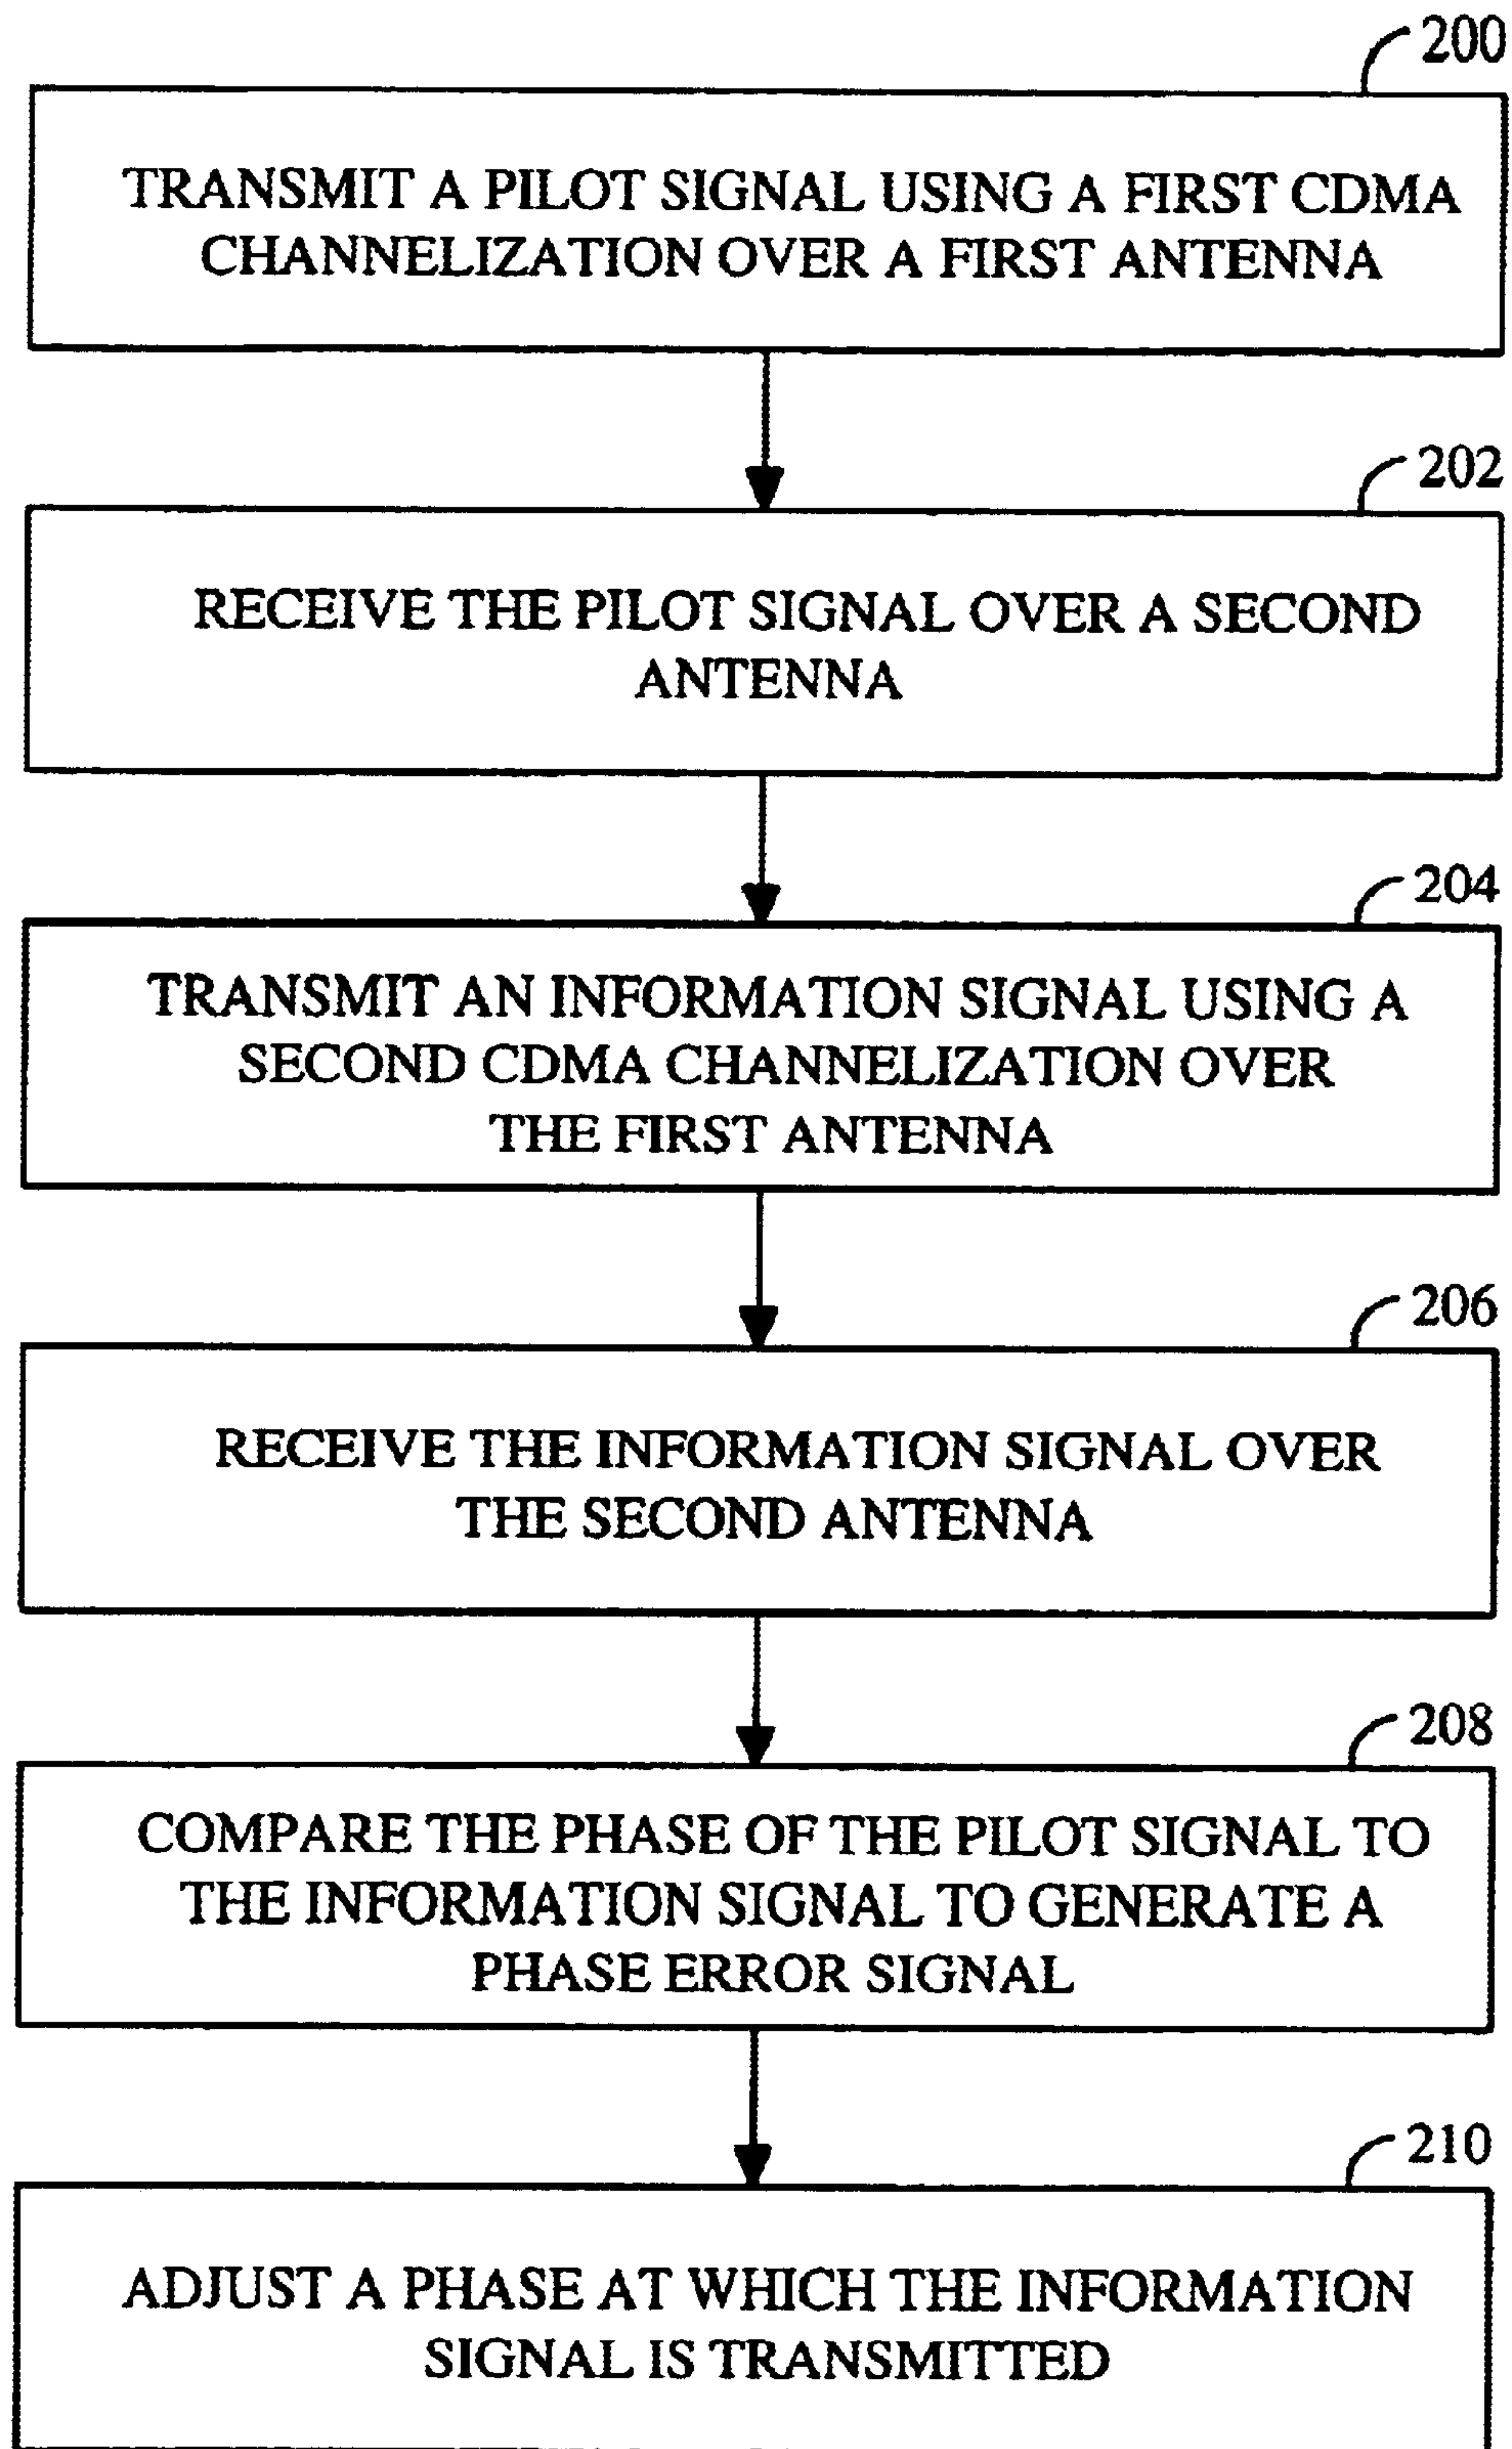 200
TRANSMIT A PILOT SIGNAL USING A FIRST CDMA
CHANNELIZATION OVER A FIRST ANTENNA
202
RECEIVE THE PILOT SIGNAL OVER A SECOND
ANTENNA
204
TRANSMIT AN INFORMATION SIGNAL USING A
SECOND CDMA CHANNELIZATION OVER
THE FIRST ANTENNA
206
RECEIVE THE INFORMATION SIGNAL OVER
THE SECOND ANTENNA
208
COMPARE THE PHASE OF THE PILOT SIGNAL TO
THE INFORMATION SIGNAL TO GENERATE A
PHASE ERROR SIGNAL
210
ADJUST A PHASE AT WHICH THE INFORMATION
SIGNAL IS TRANSMITTED